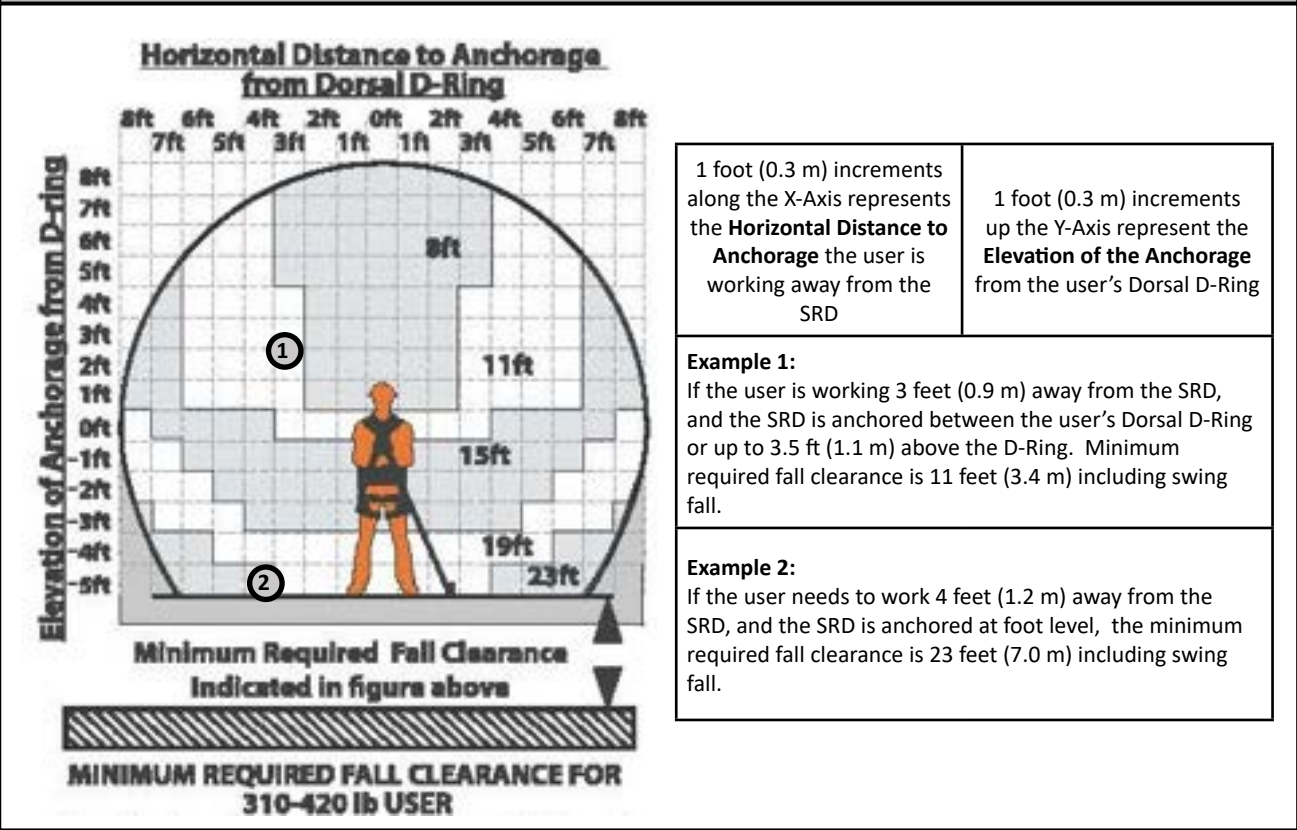 Horizontal Distance to Anchorage
from Dorsal D-Ring
8ft 6ft 4ft 2ft 0ft 2ft 4ft 6ft 8ft
7ft 5ft 3ft 1ft 1ft 3ft 5ft 7ft
Elevation of Anchorage from D-ring
8ft
7ft
6ft
5ft
4ft
3ft
2ft
1ft
0ft
-1ft
-2ft
-3ft
-4ft
-5ft
8ft
1
11ft
15ft
19ft
2
23ft
Minimum Required Fall Clearance
Indicated in figure above
MINIMUM REQUIRED FALL CLEARANCE FOR
310-420 lb USER
1 foot (0.3 m) increments
along the X-Axis represents
the Horizontal Distance to
Anchorage the user is
working away from the
SRD
1 foot (0.3 m) increments
up the Y-Axis represent the
Elevation of the Anchorage
from the user's Dorsal D-Ring
Example 1:
If the user is working 3 feet (0.9 m) away from the SRD,
and the SRD is anchored between the user's Dorsal D-Ring
or up to 3.5 ft (1.1 m) above the D-Ring. Minimum
required fall clearance is 11 feet (3.4 m) including swing
fall.
Example 2:
If the user needs to work 4 feet (1.2 m) away from the
SRD, and the SRD is anchored at foot level, the minimum
required fall clearance is 23 feet (7.0 m) including swing
fall.